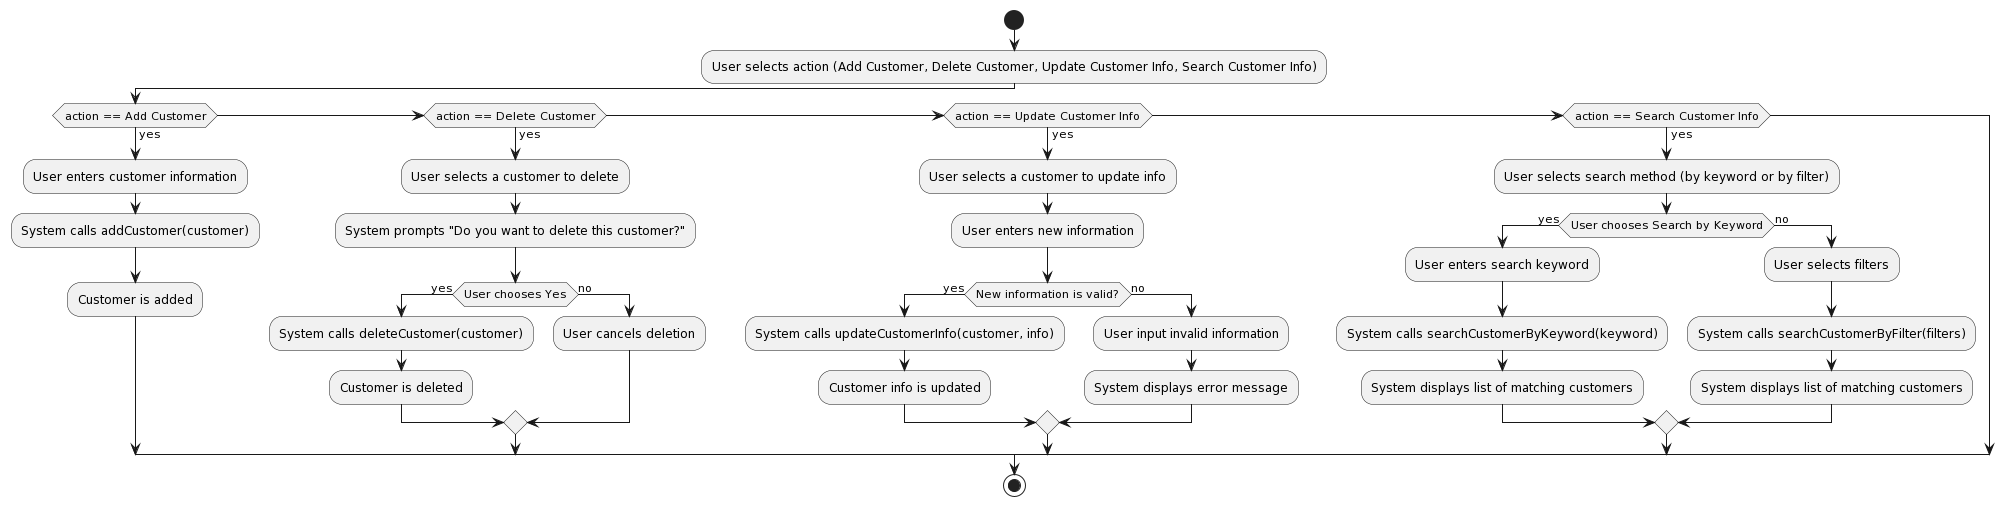 User selects action (Add Customer, Delete Customer, Update Customer Info, Search Customer Info)
action == Add Customer
yes
User enters customer information
System calls addCustomer(customer)
Customer is added
action == Delete Customer
yes
User selects a customer to delete
System prompts "Do you want to delete this customer?"
User chooses Yes
yes
System calls deleteCustomer(customer)
Customer is deleted
no
User cancels deletion
action == Update Customer Info
yes
User selects a customer to update info
User enters new information
New information is valid?
yes
System calls updateCustomerInfo(customer, info)
Customer info is updated
no
User input invalid information
System displays error message
action == Search Customer Info
yes
User selects search method (by keyword or by filter)
User chooses Search by Keyword
yes
User enters search keyword
System calls searchCustomerByKeyword(keyword)
System displays list of matching customers
no
User selects filters
System calls searchCustomerByFilter(filters)
System displays list of matching customers